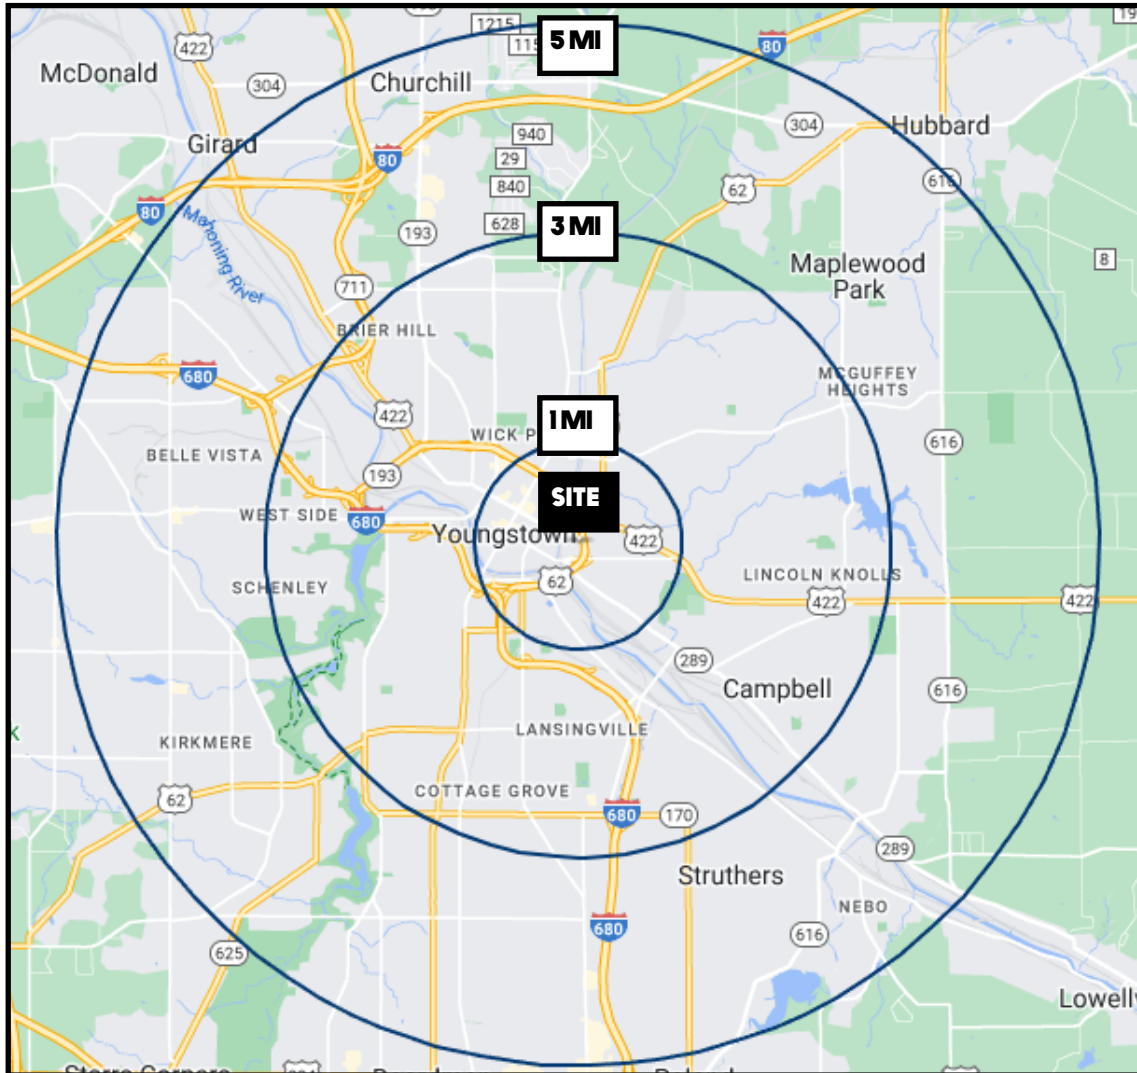 1215
422
115
5 MI
80
McDonald
Churchill
304
304
Hubbard
940
Girard
80
29
62
616
840
80
Mahoning River
193
628
3 MI
8
Maplewood
Park
711
BRIER HILL
680
MCGUFFEY
HEIGHTS
422
1 MI
WICK
616
BELLE VISTA
193
SITE
WEST SIDE
680
Youngstown
422
62
LINCOLN KNOLLS
SCHENLEY
422
422
289
Campbell
616
LANSINGVILLE
KIRKMERE
COTTAGE GROVE
62
680
170
289
Struthers
NEBO
680
616
625
Lowell